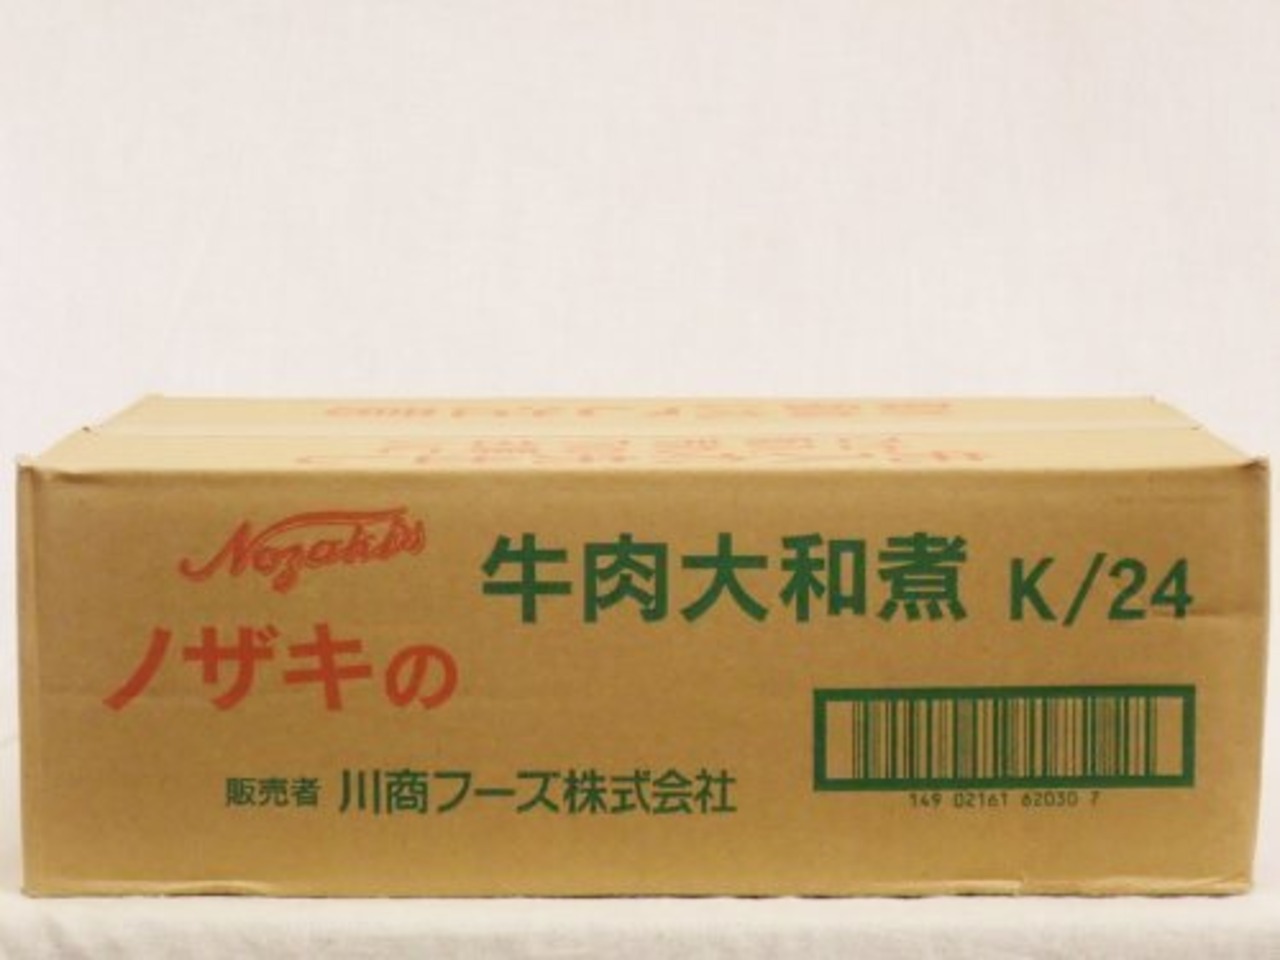 Nozaki's
牛肉大和煮 K/24
ノザキの
販売者 川商フーズ株式会社
149 02161 62030 7